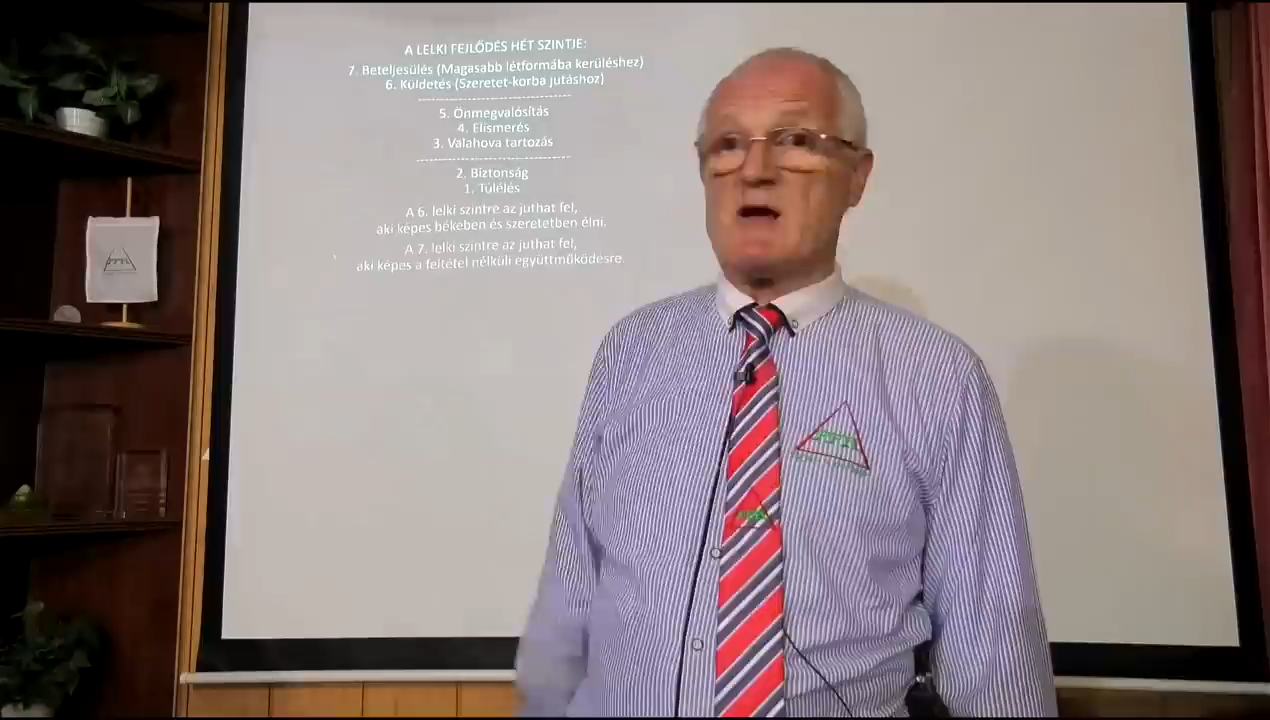 A LELKI FEJLŐDÉS HÉT SZINTJE:
7. Beteljesülés (Magasabb létformába kerüléshez)
6. Küldetés (Szeretet-korba jutáshoz)
5. Önmegvalósítás
4. Elismerés
3. Valahova tartozás
2. Biztonság
1. Túlélés
A 6. lelki szintre az juthat fel,
aki képes békében és szeretetben élni.
A 7. lelki szintre az juthat fel,
aki képes a feltétel nélküli együttműködésre.